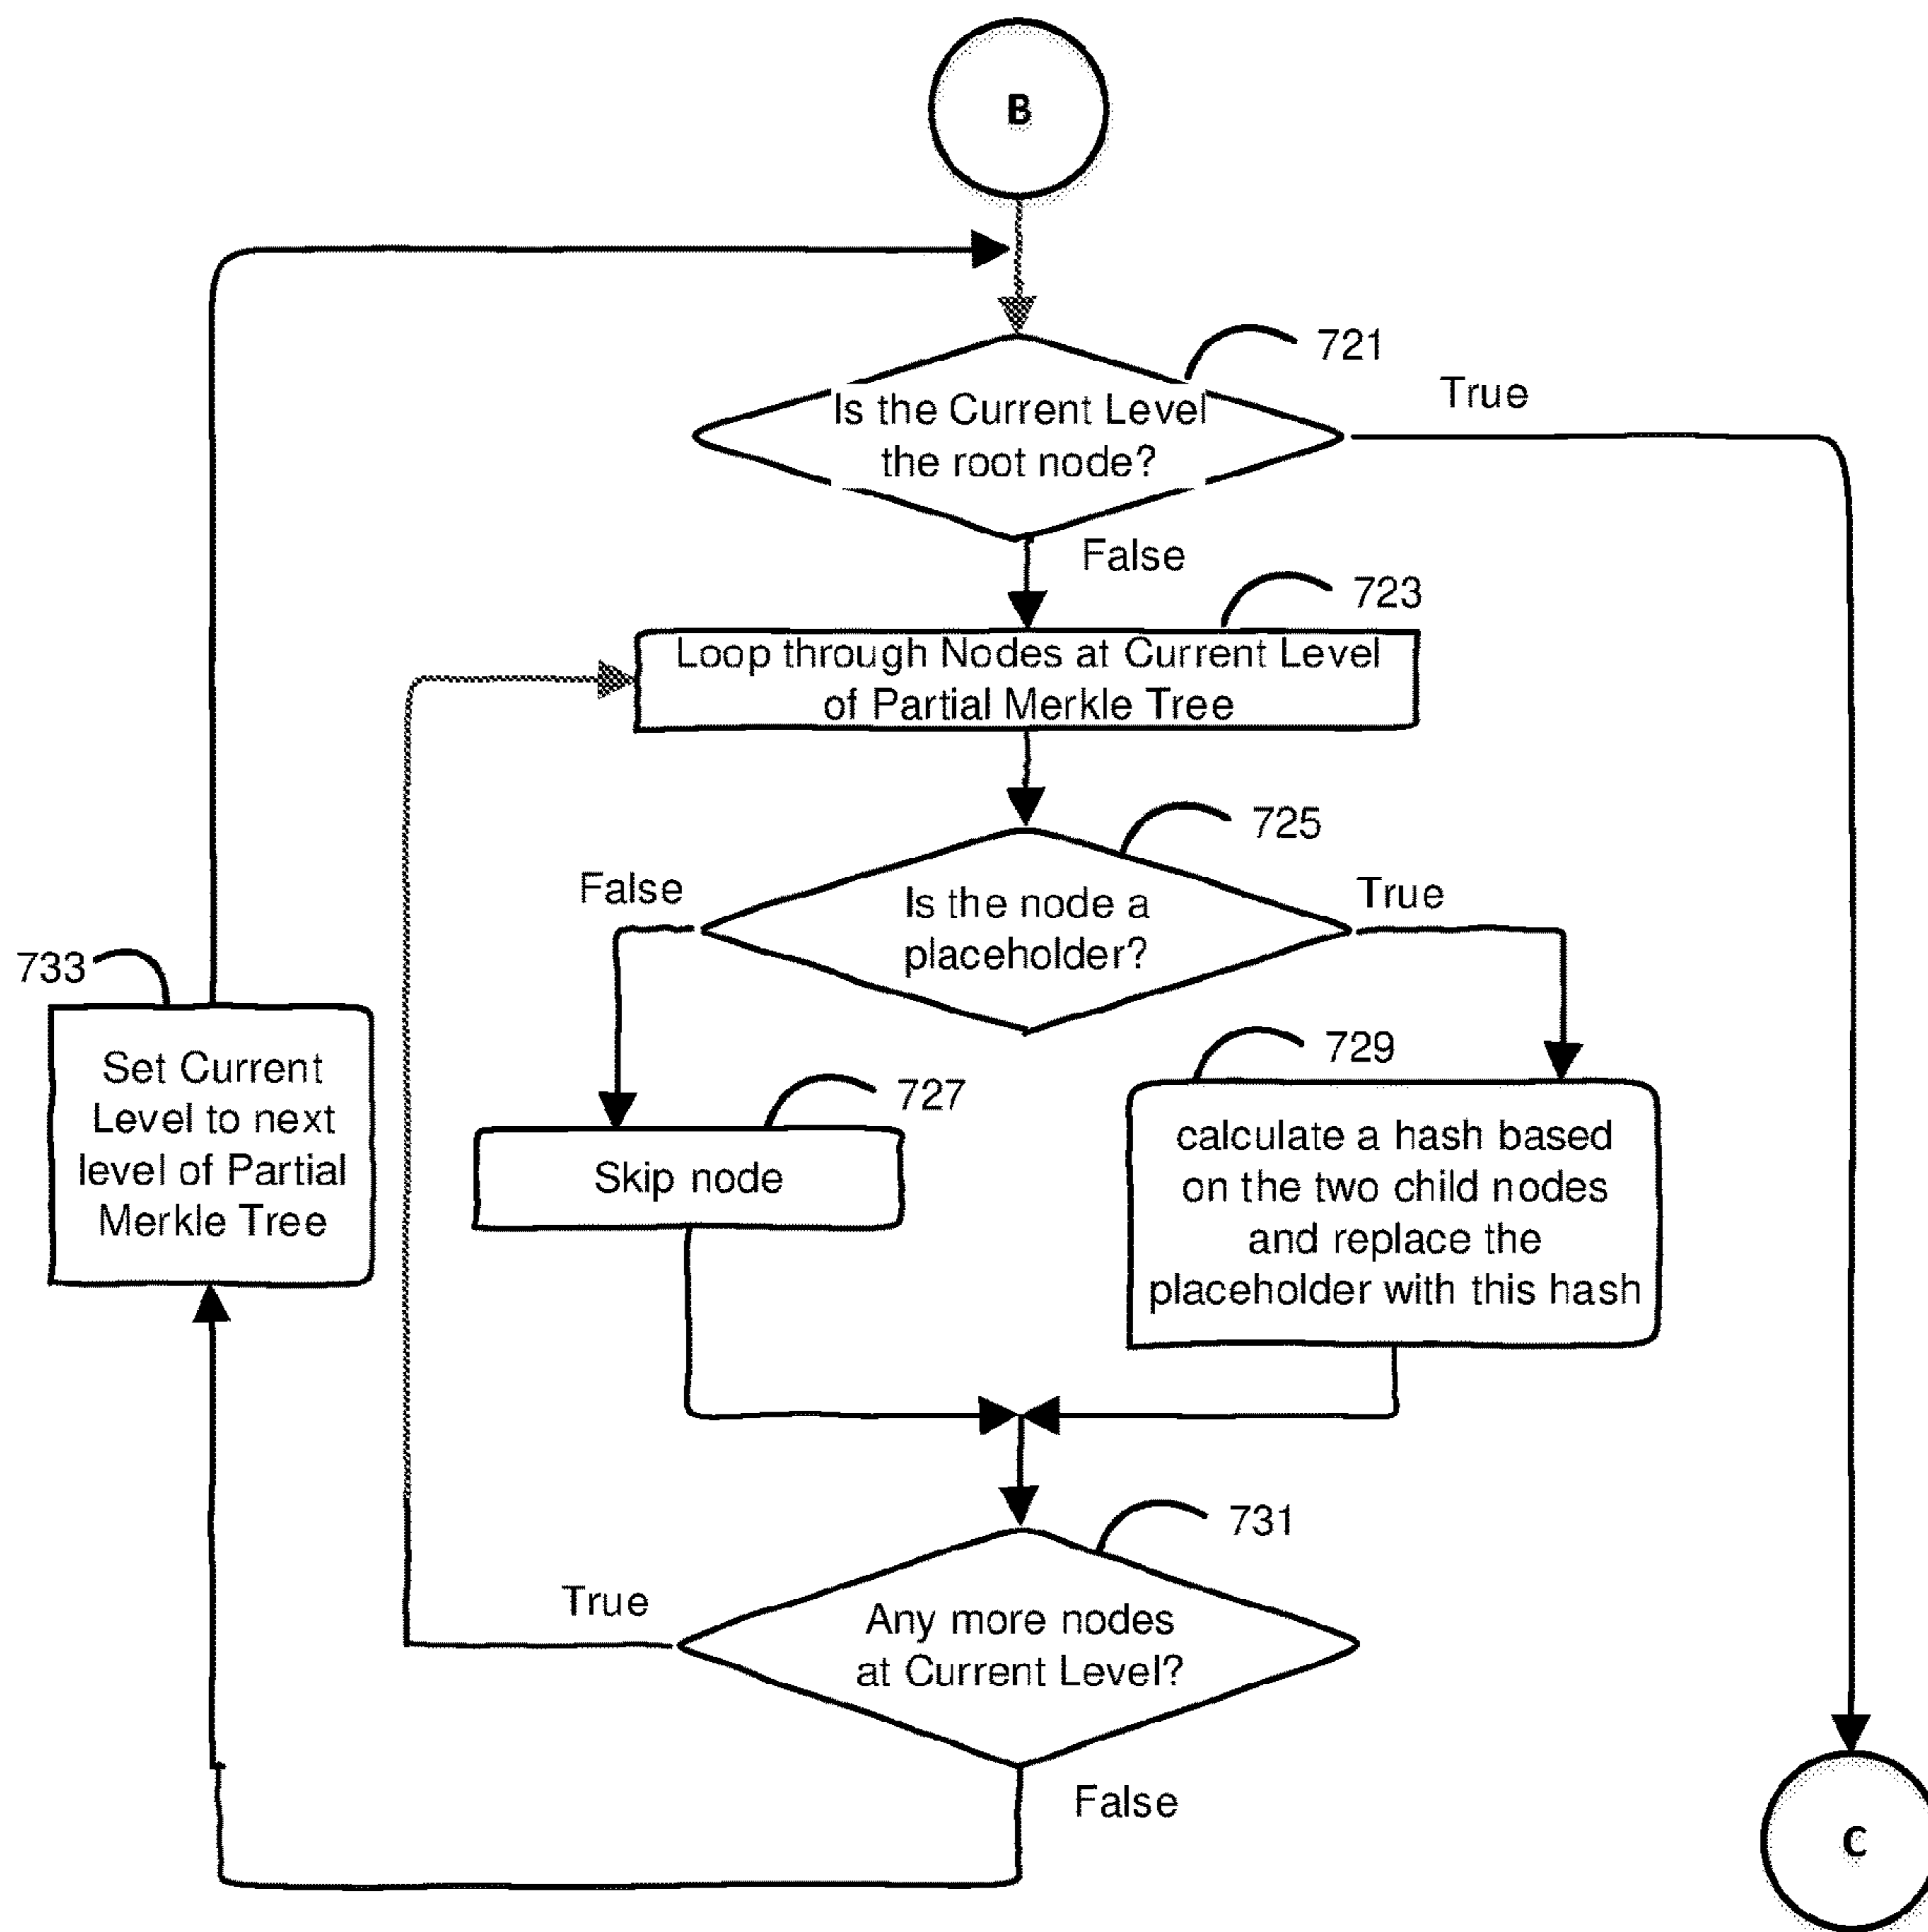 B
721
Is the Current Level
the root node?
True
False
723
Loop through Nodes at Current Level
of Partial Merkle Tree
725
False
Is the node a
placeholder?
True
733
Set Current
Level to next
level of Partial
Merkle Tree
727
Skip node
729
calculate a hash based
on the two child nodes
and replace the
placeholder with this hash
731
True
Any more nodes
at Current Level?
False
C